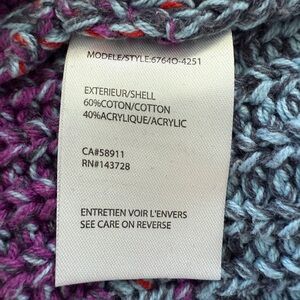 MODELE/STYLE:6764O-4251
EXTERIEUR/SHELL
60%COTON/COTTON
40%ACRYLIQUE/ACRYLIC
CA#58911
RN#143728
ENTRETIEN VOIR L'ENVERS
SEE CARE ON REVERSE